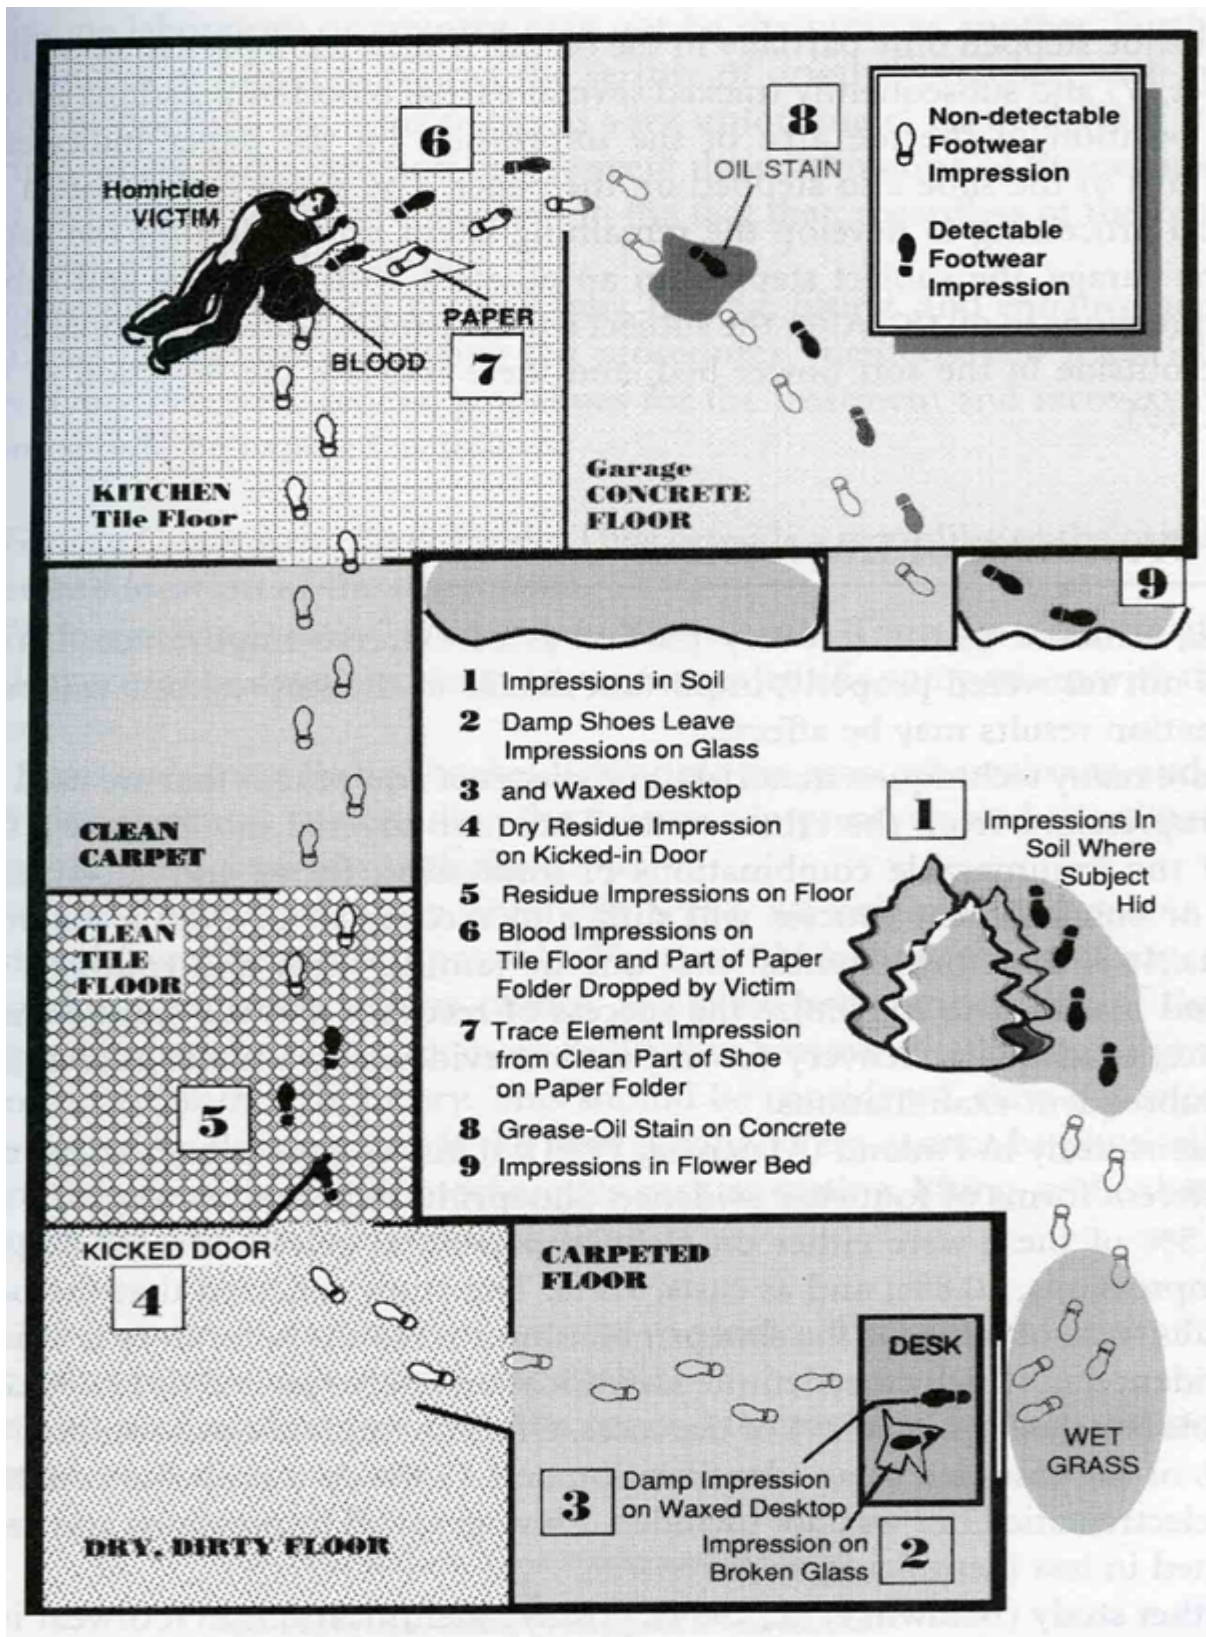 6
8
OIL STAIN
Non-detectable
Footwear
Impression
Detectable
Footwear
Impression
Homicide
VICTIM
PAPER
BLOOD
7
KITCHEN
Tile Floor
Garage
CONCRETE
FLOOR
9
1 Impressions in Soil
2 Damp Shoes Leave
Impressions on Glass
3 and Waxed Desktop
4 Dry Residue Impression
on Kicked-in Door
5 Residue Impressions on Floor
6 Blood Impressions on
Tile Floor and Part of Paper
Folder Dropped by Victim
7 Trace Element Impression
from Clean Part of Shoe
on Paper Folder
8 Grease-Oil Stain on Concrete
9 Impressions in Flower Bed
1
Impressions In
Soil Where
Subject
Hid
CLEAN
CARPET
CLEAN
TILE
FLOOR
5
KICKED DOOR
4
CARPETED
FLOOR
DESK
WET
GRASS
3
Damp Impression
on Waxed Desktop
Impression on
Broken Glass
2
DRY, DIRTY FLOOR